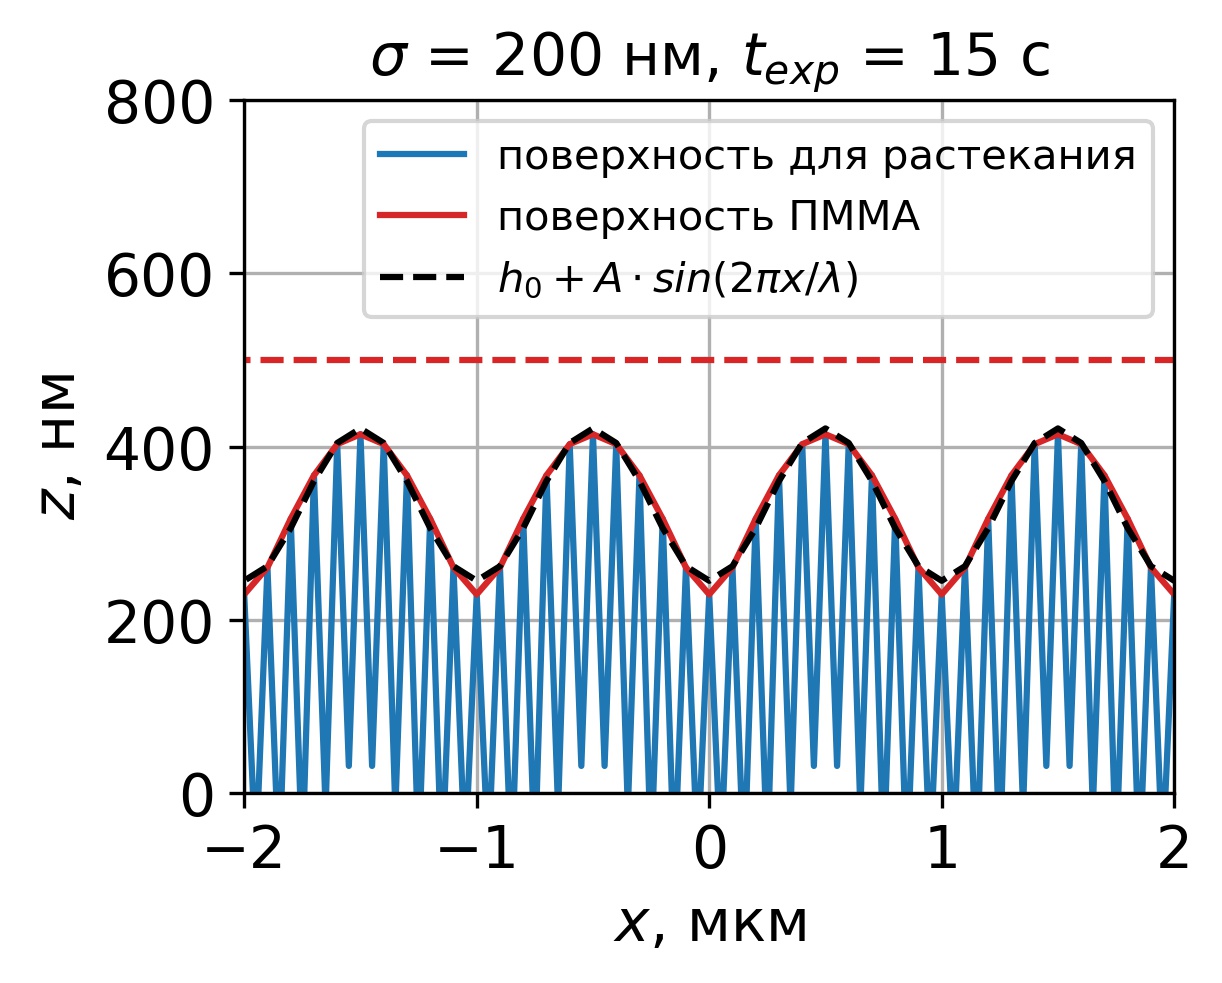 σ = 200 нм, t_exp = 15 с
800
600
400
200
0
z, нм
поверхность для растекания
поверхность ПММА
h₀ + A · sin(2πx/λ)
−2 −1 0 1 2
x, мкм